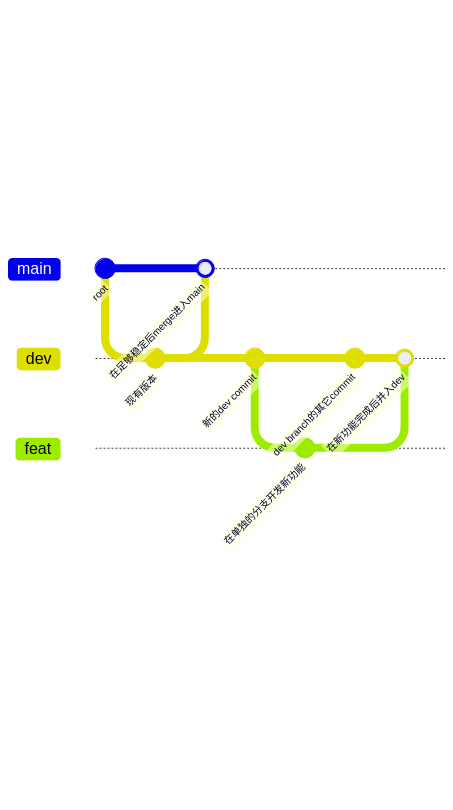 main
root
在足够稳定后merge进入main
dev
现有版本
新的dev commit
dev branch的其它commit
在新功能完成后并入dev
feat
在单独的分支开发新功能